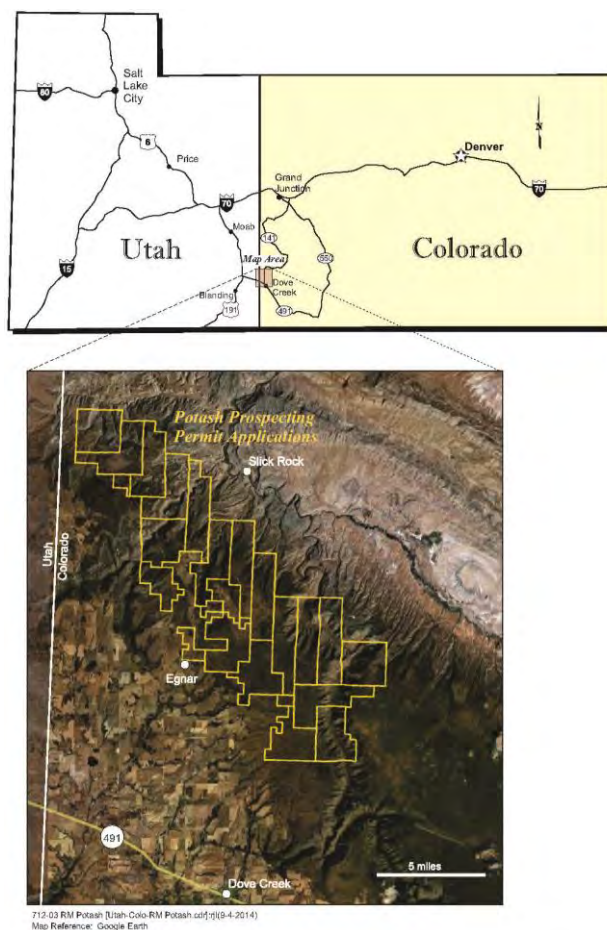 Salt
Lake
City
80
6
Price
N
Denver
Grand
Junction
70
70
Moab
141
Utah
Colorado
550
15
Map Area
Dove
Creek
Blanding
191
491
Potash Prospecting
Permit Applications
Slick Rock
Utah
Colorado
Egnar
491
5 miles
Dove Creek
712-03 RM Potash [Utah-Colo-RM Potash.cdr]:rjl(9-4-2014)
Map Reference: Google Earth